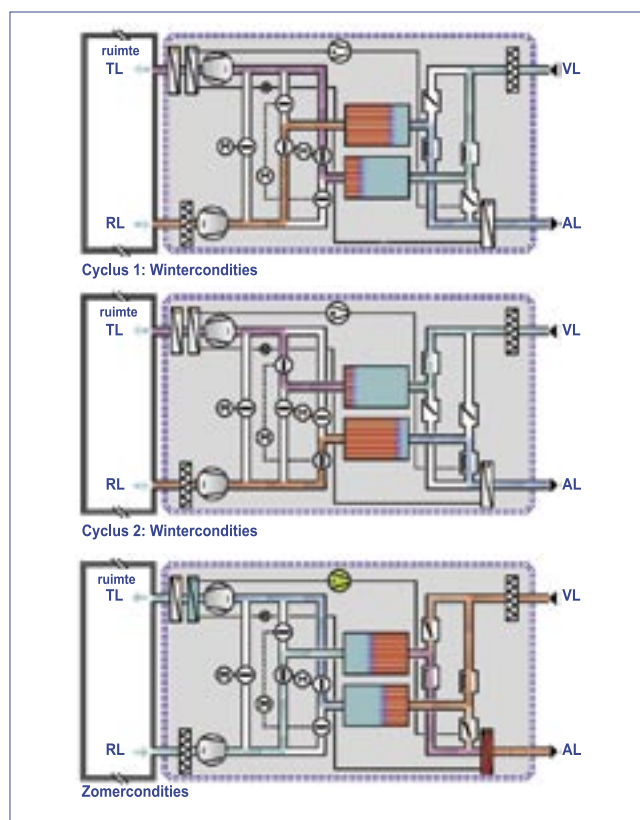 ruimte
TL
VL
RL
AL
Cyclus 1: Wintercondities
ruimte
TL
VL
RL
AL
Cyclus 2: Wintercondities
ruimte
TL
VL
RL
AL
Zomercondities